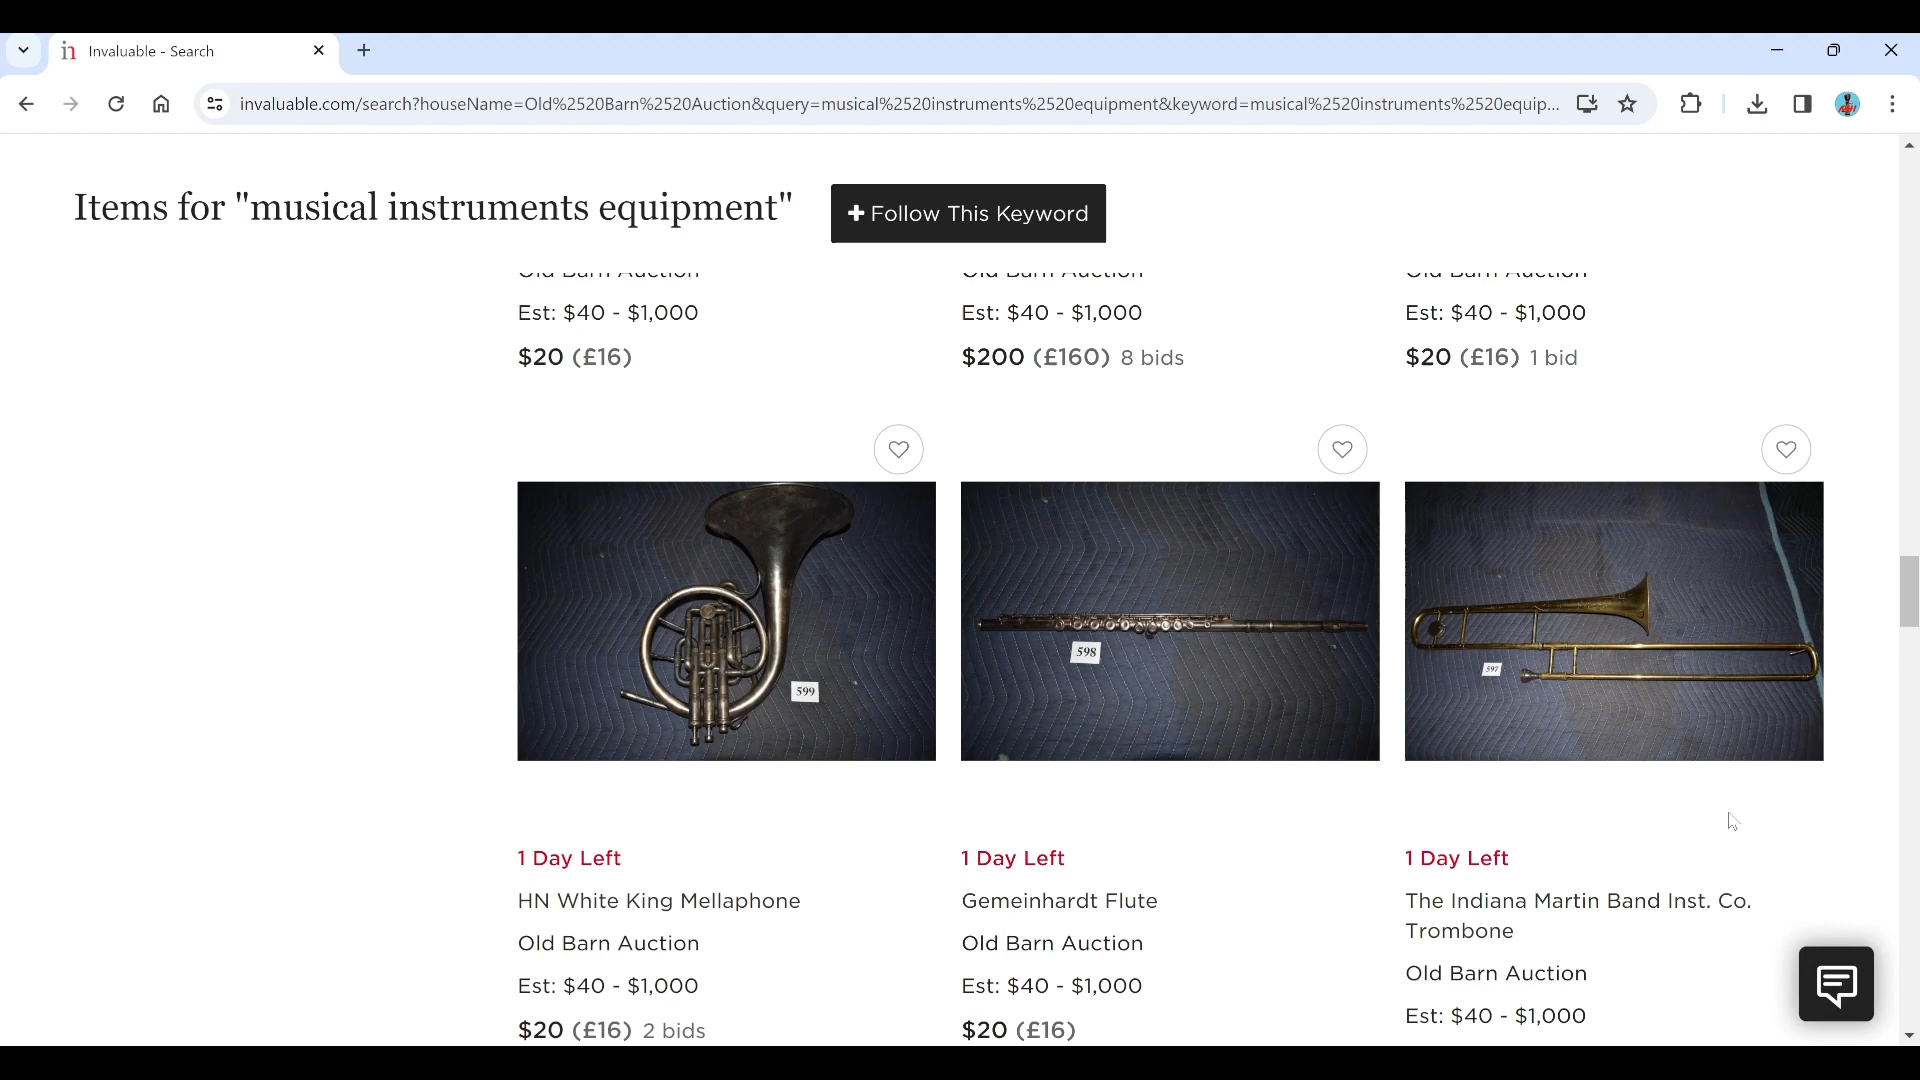 Invaluable - Search
invaluable.com/search?houseName=Old%2520Barn%2520Auction&query=musical%2520instruments%2520equipment&keyword=musical%2520instruments%2520equip...
Items for "musical instruments equipment"
Follow This Keyword
Old Barn Auction
Old Barn Auction
Old Barn Auction
Est: $40 - $1,000
Est: $40 - $1,000
Est: $40 - $1,000
$20 (£16)
$200 (£160) 8 bids
$20 (£16) 1 bid
599
598
597
1 Day Left
HN White King Mellaphone
Old Barn Auction
Est: $40 - $1,000
$20 (£16) 2 bids
1 Day Left
Gemeinhardt Flute
Old Barn Auction
Est: $40 - $1,000
$20 (£16)
1 Day Left
The Indiana Martin Band Inst. Co.
Trombone
Old Barn Auction
Est: $40 - $1,000